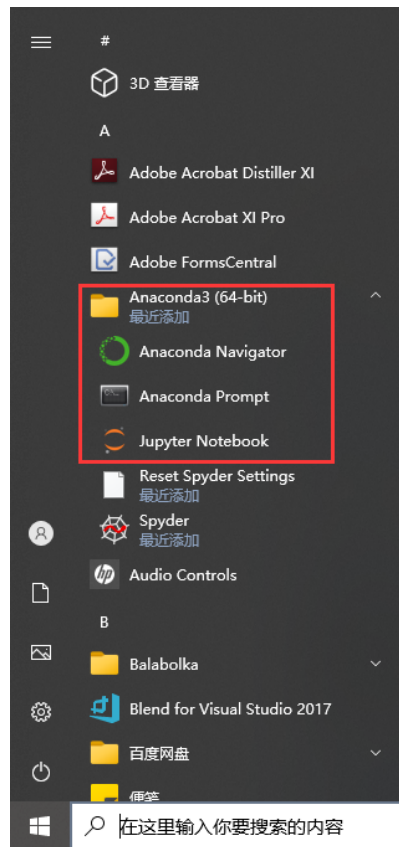 #
3D 查看器
A
Adobe Acrobat Distiller XI
Adobe Acrobat XI Pro
Adobe FormsCentral
Anaconda3 (64-bit)
最近添加
Anaconda Navigator
Anaconda Prompt
Jupyter Notebook
Reset Spyder Settings
最近添加
Spyder
最近添加
Audio Controls
B
Balabolka
Blend for Visual Studio 2017
百度网盘
便笺
在这里输入你要搜索的内容